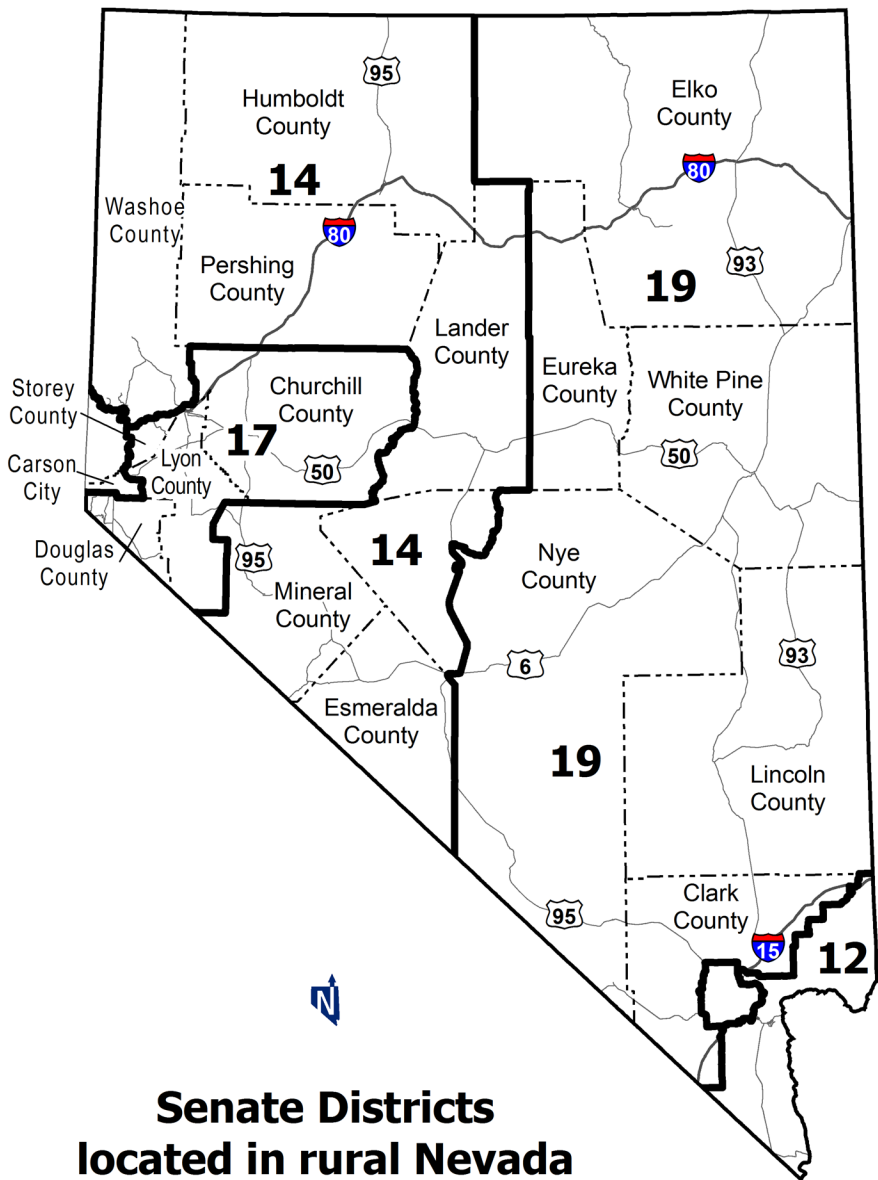 95
Humboldt
County
Elko
County
14
80
Washoe
County
80
Pershing
County
93
19
Lander
County
Eureka
County
White Pine
County
Storey
County
Churchill
County
17
50
50
Carson
City
Lyon
County
Douglas
County
95
14
Mineral
County
Nye
County
6
93
Esmeralda
County
19
Lincoln
County
Clark
County
95
15
12
N
Senate Districts
located in rural Nevada